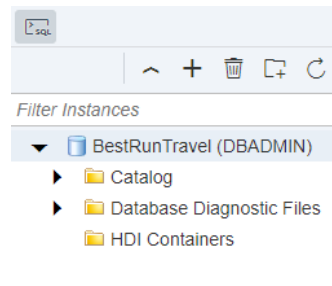 SQL
Filter Instances
BestRunTravel (DBADMIN)
Catalog
Database Diagnostic Files
HDI Containers